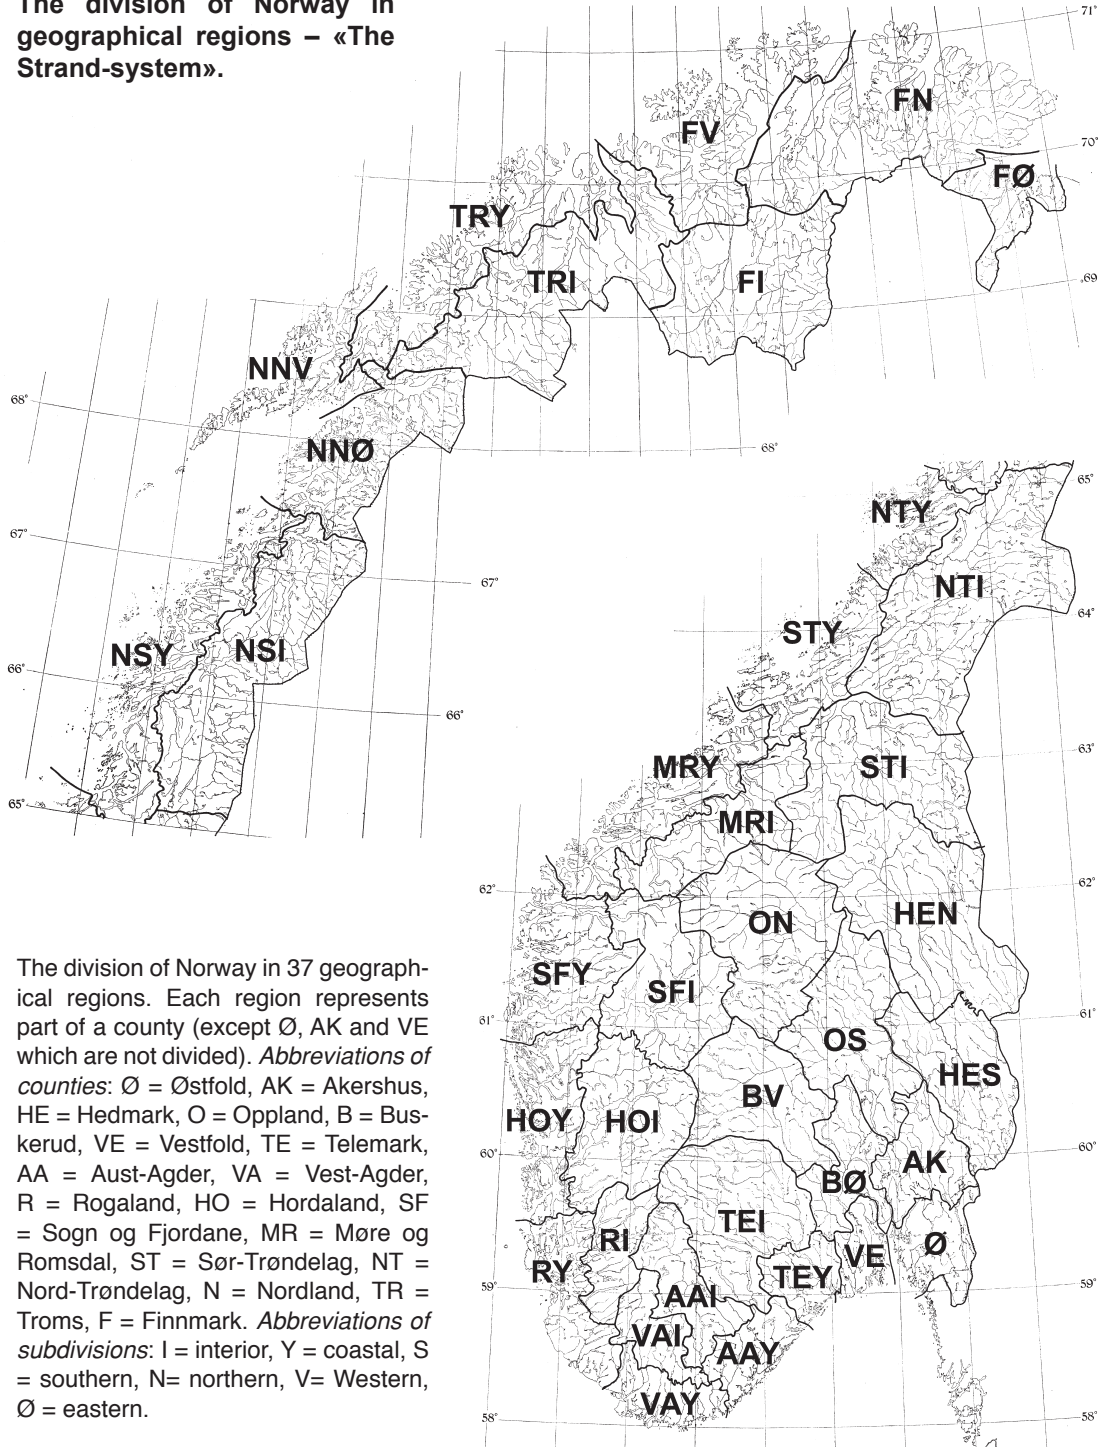 The division of Norway in
geographical regions – «The
Strand-system».
71°
FN
FV
70°
FØ
TRY
TRI
FI
69
NNV
68°
NNØ
68°
65°
NTY
67°
67°
NTI
64°
STY
NSY
NSI
66°
66°
63°
MRY
STI
65°
MRI
62°
62°
ON
HEN
SFY
SFI
61°
61°
OS
HES
BV
HOY
HOI
60°
60°
AK
BØ
TEI
RI
Ø
VE
RY
TEY
59°
59°
AAI
VAI
AAY
VAY
58°
58°
The division of Norway in 37 geograph-
ical regions. Each region represents
part of a county (except Ø, AK and VE
which are not divided). Abbreviations of
counties: Ø = Østfold, AK = Akershus,
HE = Hedmark, O = Oppland, B = Bus-
kerud, VE = Vestfold, TE = Telemark,
AA = Aust-Agder, VA = Vest-Agder,
R = Rogaland, HO = Hordaland, SF
= Sogn og Fjordane, MR = Møre og
Romsdal, ST = Sør-Trøndelag, NT =
Nord-Trøndelag, N = Nordland, TR =
Troms, F = Finnmark. Abbreviations of
subdivisions: I = interior, Y = coastal, S
= southern, N= northern, V= Western,
Ø = eastern.